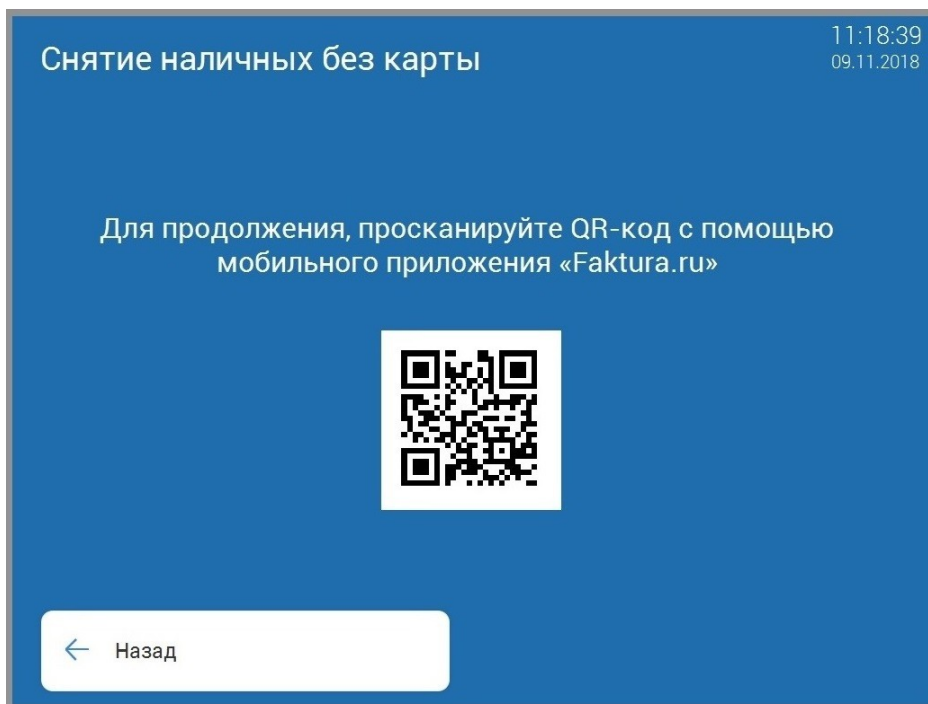 Снятие наличных без карты
11:18:39
09.11.2018
Для продолжения, просканируйте QR-код с помощью
мобильного приложения «Faktura.ru»
Назад